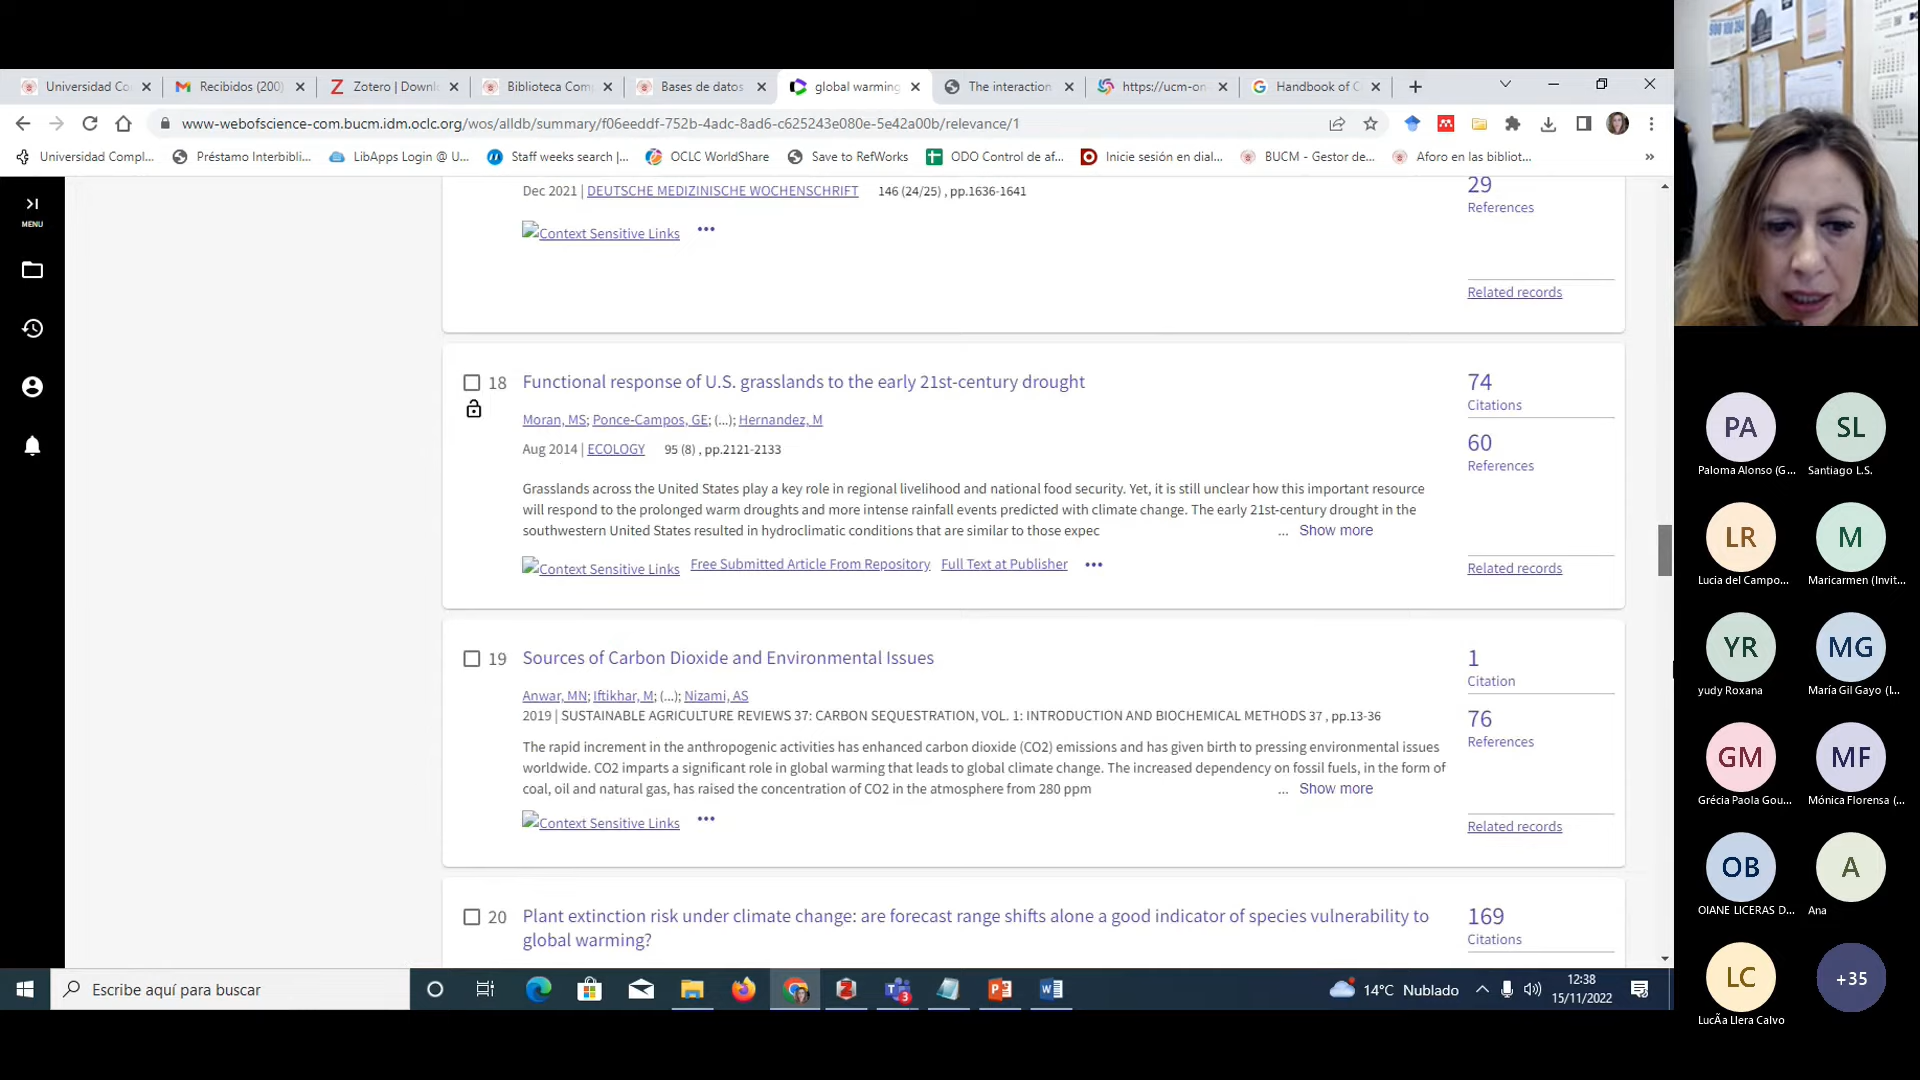 Universidad Co
Recibidos (200)
Zotero | Downl
Biblioteca Com
Bases de datos
global warming
The interaction
https://ucm-on
Handbook of C
www-webofscience-com.bucm.idm.oclc.org/wos/alldb/summary/f06eeddf-752b-4adc-8ad6-c625243e080e-5e42a00b/relevance/1
Universidad Compl...
Préstamo Interbibli...
LibApps Login @ U...
Staff weeks search |...
OCLC WorldShare
Save to RefWorks
ODO Control de af...
Inicie sesión en dial...
BUCM - Gestor de...
Aforo en las bibliot...
»
MENU
Dec 2021 | DEUTSCHE MEDIZINISCHE WOCHENSCHRIFT 146 (24/25) , pp.1636-1641
Context Sensitive Links
29
References
Related records
18 Functional response of U.S. grasslands to the early 21st-century drought
Moran, MS; Ponce-Campos, GE; (...); Hernandez, M
Aug 2014 | ECOLOGY 95 (8) , pp.2121-2133
Grasslands across the United States play a key role in regional livelihood and national food security. Yet, it is still unclear how this important resource
will respond to the prolonged warm droughts and more intense rainfall events predicted with climate change. The early 21st-century drought in the
southwestern United States resulted in hydroclimatic conditions that are similar to those expec ... Show more
Context Sensitive Links Free Submitted Article From Repository Full Text at Publisher
74
Citations
60
References
Related records
19 Sources of Carbon Dioxide and Environmental Issues
Anwar, MN; Iftikhar, M; (...); Nizami, AS
2019 | SUSTAINABLE AGRICULTURE REVIEWS 37: CARBON SEQUESTRATION, VOL. 1: INTRODUCTION AND BIOCHEMICAL METHODS 37 , pp.13-36
The rapid increment in the anthropogenic activities has enhanced carbon dioxide (CO2) emissions and has given birth to pressing environmental issues
worldwide. CO2 imparts a significant role in global warming that leads to global climate change. The increased dependency on fossil fuels, in the form of
coal, oil and natural gas, has raised the concentration of CO2 in the atmosphere from 280 ppm ... Show more
Context Sensitive Links
1
Citation
76
References
Related records
20 Plant extinction risk under climate change: are forecast range shifts alone a good indicator of species vulnerability to
global warming?
169
Citations
Escribe aquí para buscar
14°C Nublado
12:38
15/11/2022
PA
Paloma Alonso (G...
SL
Santiago L.S.
LR
Lucia del Campo...
M
Maricarmen (Invit...
YR
yudy Roxana
MG
María Gil Gayo (I...
GM
Grécia Paola Gou...
MF
Mónica Florensa (...
OB
OIANE LICERAS D...
A
Ana
LC
LucÃa Llera Calvo
+35